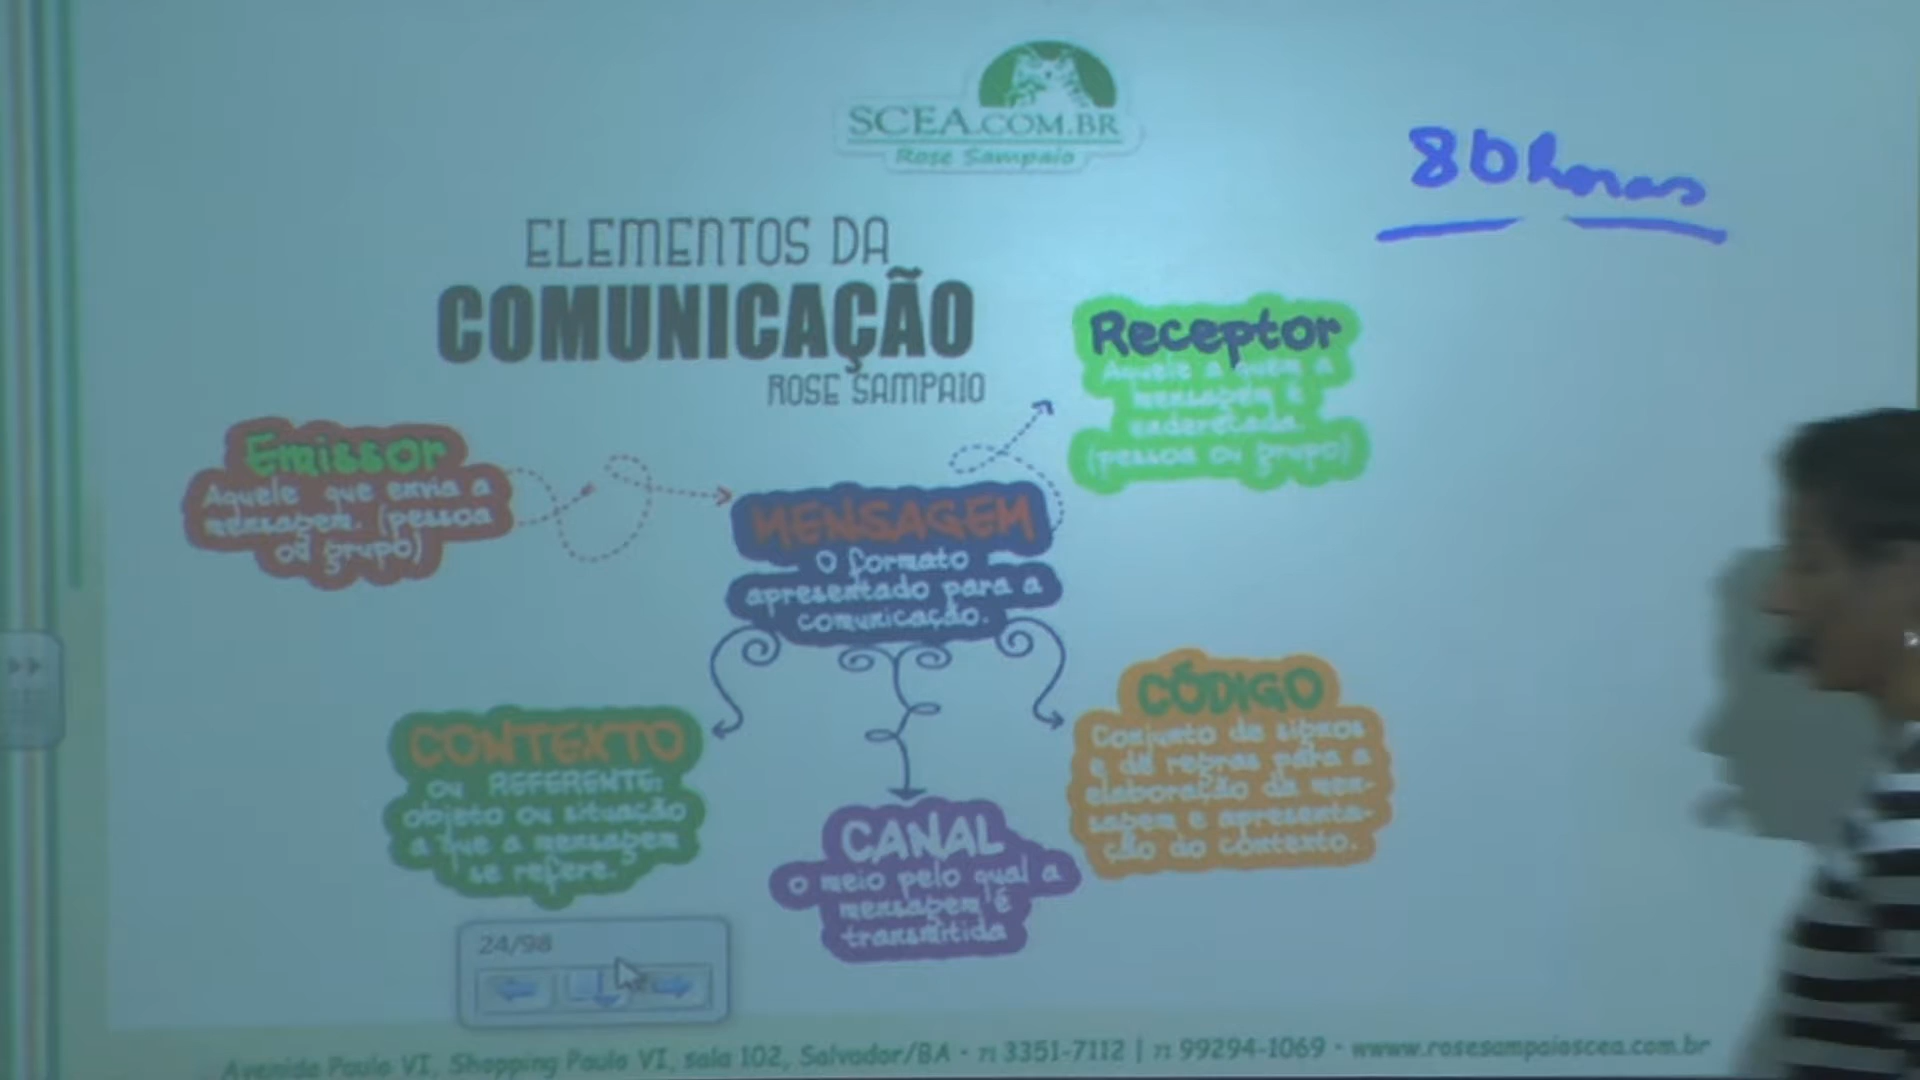 SCEA.COM.BR
Rose Sampaio
80 horas
ELEMENTOS DA
COMUNICAÇÃO
ROSE SAMPAIO
Receptor
Aquele a quem a
mensagem é
endereçada.
(pessoa ou grupo)
Emissor
Aquele que envia a
mensagem. (pessoa
ou grupo)
MENSAGEM
O formato
apresentado para a
comunicação.
CONTEXTO
OU REFERENTE:
objeto ou situação
a que a mensagem
se refere.
CANAL
o meio pelo qual a
mensagem é
transmitida
CÓDIGO
Conjunto de signos
e de regras para a
elaboração da men-
sagem e apresenta-
ção do contexto.
24/98
Avenida Paulo VI, Shopping Paulo VI, sala 102, Salvador/BA - 71 3351-7112 | 71 99294-1069 - www.rosesampaioscea.com.br